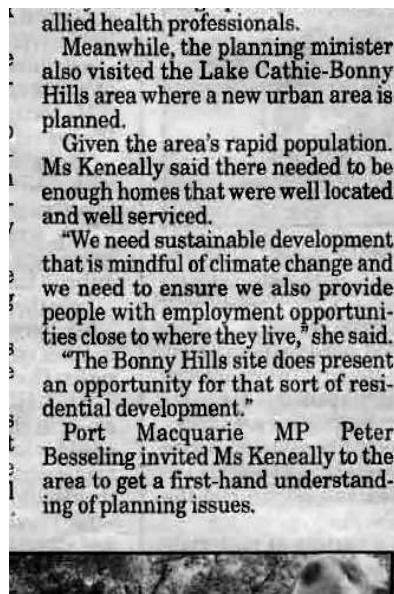 allied health professionals.
Meanwhile, the planning minister
also visited the Lake Cathie-Bonny
Hills area where a new urban area is
planned.
Given the area's rapid population.
Ms Keneally said there needed to be
enough homes that were well located
and well serviced.
"We need sustainable development
that is mindful of climate change and
we need to ensure we also provide
people with employment opportuni-
ties close to where they live," she said.
"The Bonny Hills site does present
an opportunity for that sort of resi-
dential development."
Port Macquarie MP Peter
Besseling invited Ms Keneally to the
area to get a first-hand understand-
ing of planning issues.